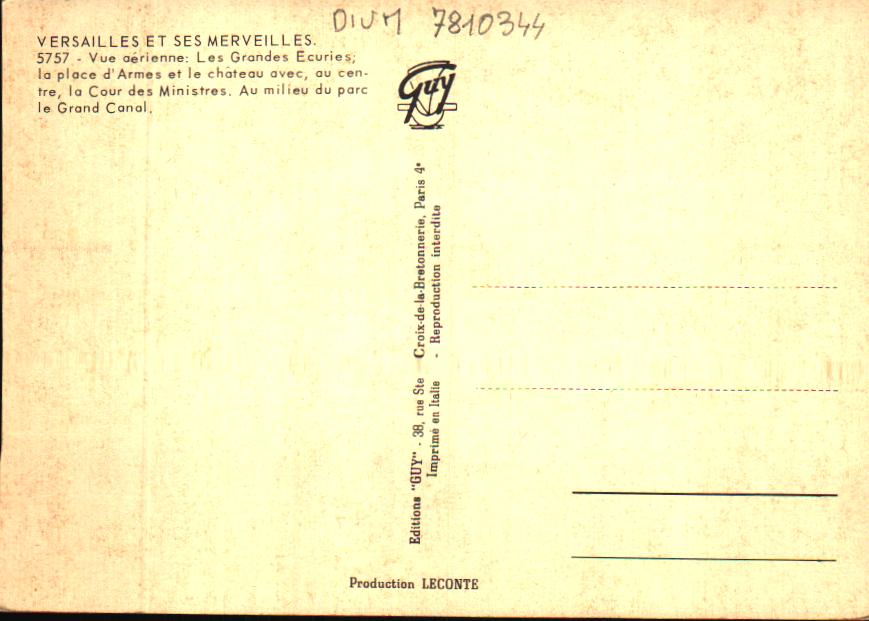 DIVM 7810344
VERSAILLES ET SES MERVEILLES.
5757 - Vue aérienne: Les Grandes Ecuries;
la place d'Armes et le château avec, au cen-
tre, la Cour des Ministres. Au milieu du parc
le Grand Canal.
Guy
Editions "GUY" - 38, rue Ste Croix-de-la-Bretonnerie, Paris 4e
Imprimé en Italie - Reproduction interdite
Production LECONTE